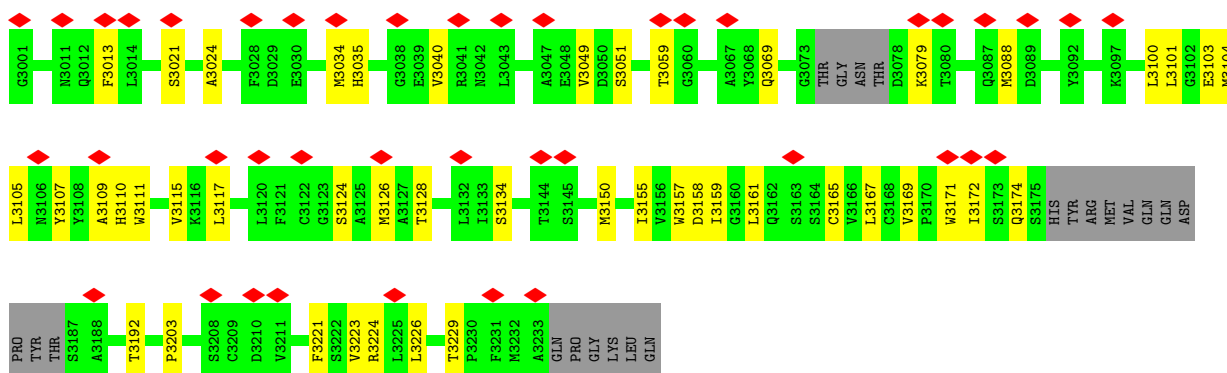 G3001 N3011 Q3012 F3013 L3014 S3021 A3024 F3028 D3029 E3030 M3034 H3035 G3038 E3039 V3040 R3041 N3042 L3043 A3047 E3048 V3049 D3050 S3051 T3059 G3060 A3067 Y3068 Q3069 G3073 THR GLY ASN THR D3078 K3079 T3080 Q3087 M3088 D3089 Y3092 K3097 L3100 L3101 G3102 E3103 M3104
L3105 N3106 Y3107 Y3108 A3109 H3110 W3111 V3115 K3116 L3117 L3120 F3121 C3122 G3123 S3124 A3125 M3126 A3127 T3128 L3132 I3133 S3134 T3144 S3145 M3150 I3155 V3156 W3157 D3158 I3159 G3160 L3161 Q3162 S3163 S3164 C3165 V3166 L3167 C3168 V3169 P3170 W3171 I3172 S3173 Q3174 S3175 HIS TYR ARG MET VAL GLN GLN ASP
PRO TYR THR S3187 A3188 T3192 P3203 S3208 C3209 D3210 V3211 F3221 S3222 V3223 R3224 L3225 L3226 T3229 P3230 F3231 M3232 A3233 GLN PRO GLY LYS LEU GLN